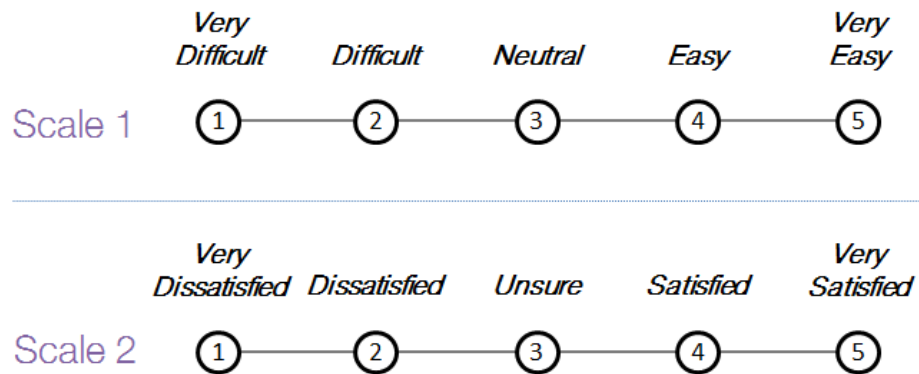 Very
Difficult Difficult Neutral Easy Very
Easy
Scale 1 1 2 3 4 5
Very
Dissatisfied Dissatisfied Unsure Satisfied Very
Satisfied
Scale 2 1 2 3 4 5